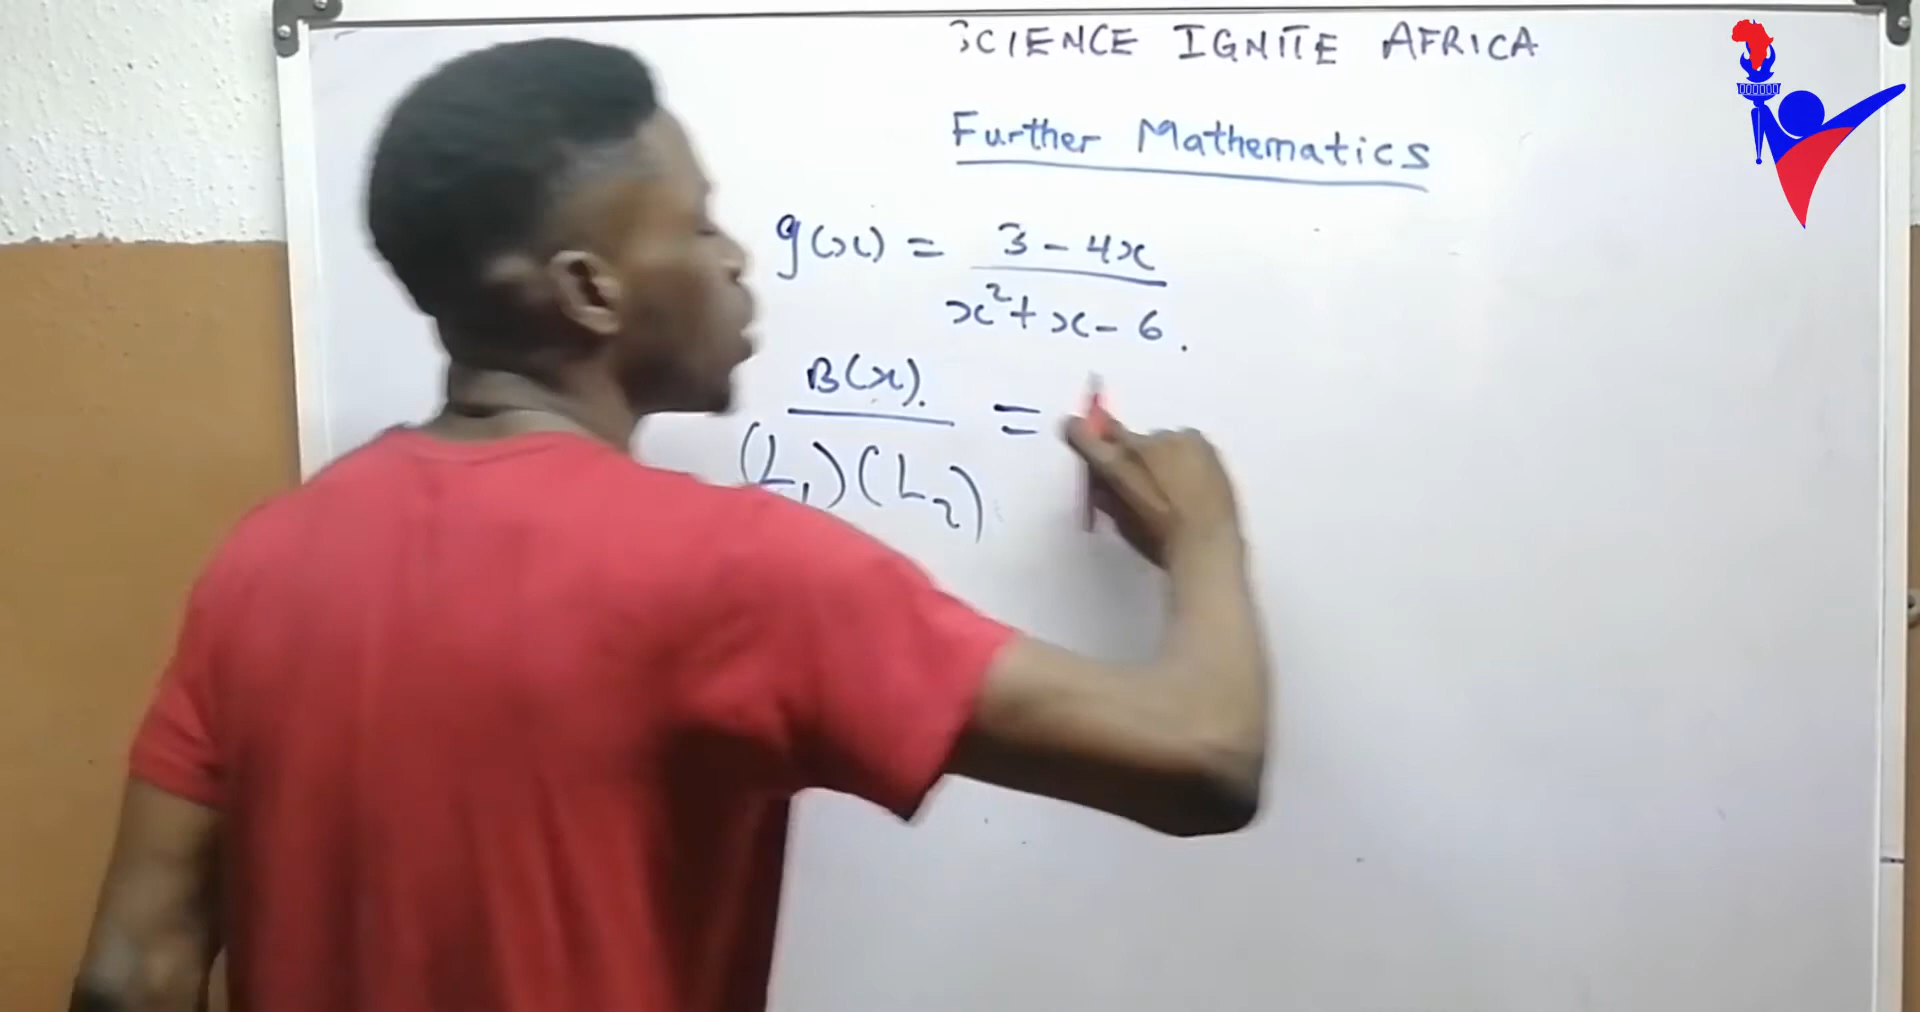 SCIENCE IGNITE AFRICA
Further Mathematics
g(x) = 3 - 4x / x² + x - 6.
B(x). / (L₁)(L₂) =